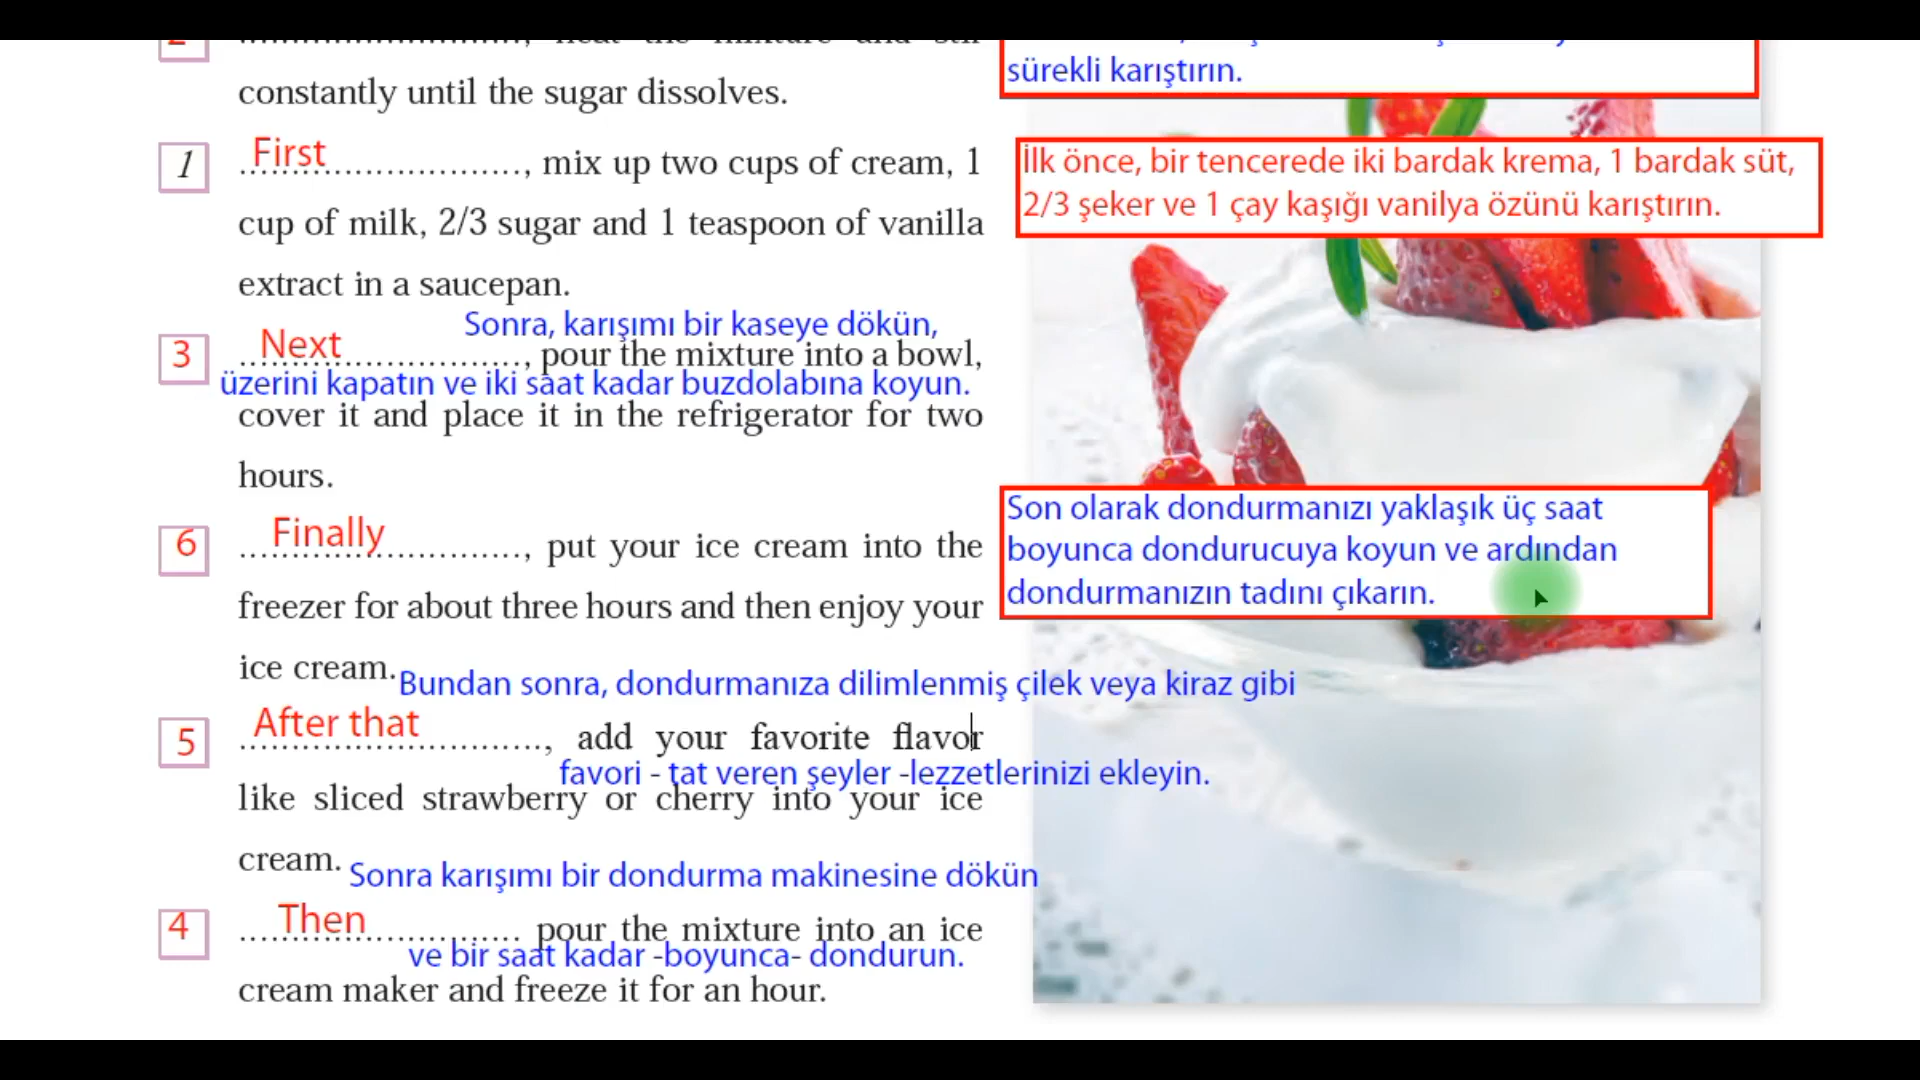 2 heat the mixture and stir
constantly until the sugar dissolves.
sürekli karıştırın.
1 First ............................, mix up two cups of cream, 1
cup of milk, 2/3 sugar and 1 teaspoon of vanilla
extract in a saucepan.
İlk önce, bir tencerede iki bardak krema, 1 bardak süt,
2/3 şeker ve 1 çay kaşığı vanilya özünü karıştırın.
Sonra, karışımı bir kaseye dökün,
3 Next ............................, pour the mixture into a bowl,
üzerini kapatın ve iki saat kadar buzdolabına koyun.
cover it and place it in the refrigerator for two
hours.
6 Finally ............................, put your ice cream into the
freezer for about three hours and then enjoy your
ice cream.
Son olarak dondurmanızı yaklaşık üç saat
boyunca dondurucuya koyun ve ardından
dondurmanızın tadını çıkarın.
Bundan sonra, dondurmanıza dilimlenmiş çilek veya kiraz gibi
5 After that ............................, add your favorite flavor
favori - tat veren şeyler -lezzetlerinizi ekleyin.
like sliced strawberry or cherry into your ice
cream.
Sonra karışımı bir dondurma makinesine dökün
4 Then ............................ pour the mixture into an ice
ve bir saat kadar -boyunca- dondurun.
cream maker and freeze it for an hour.